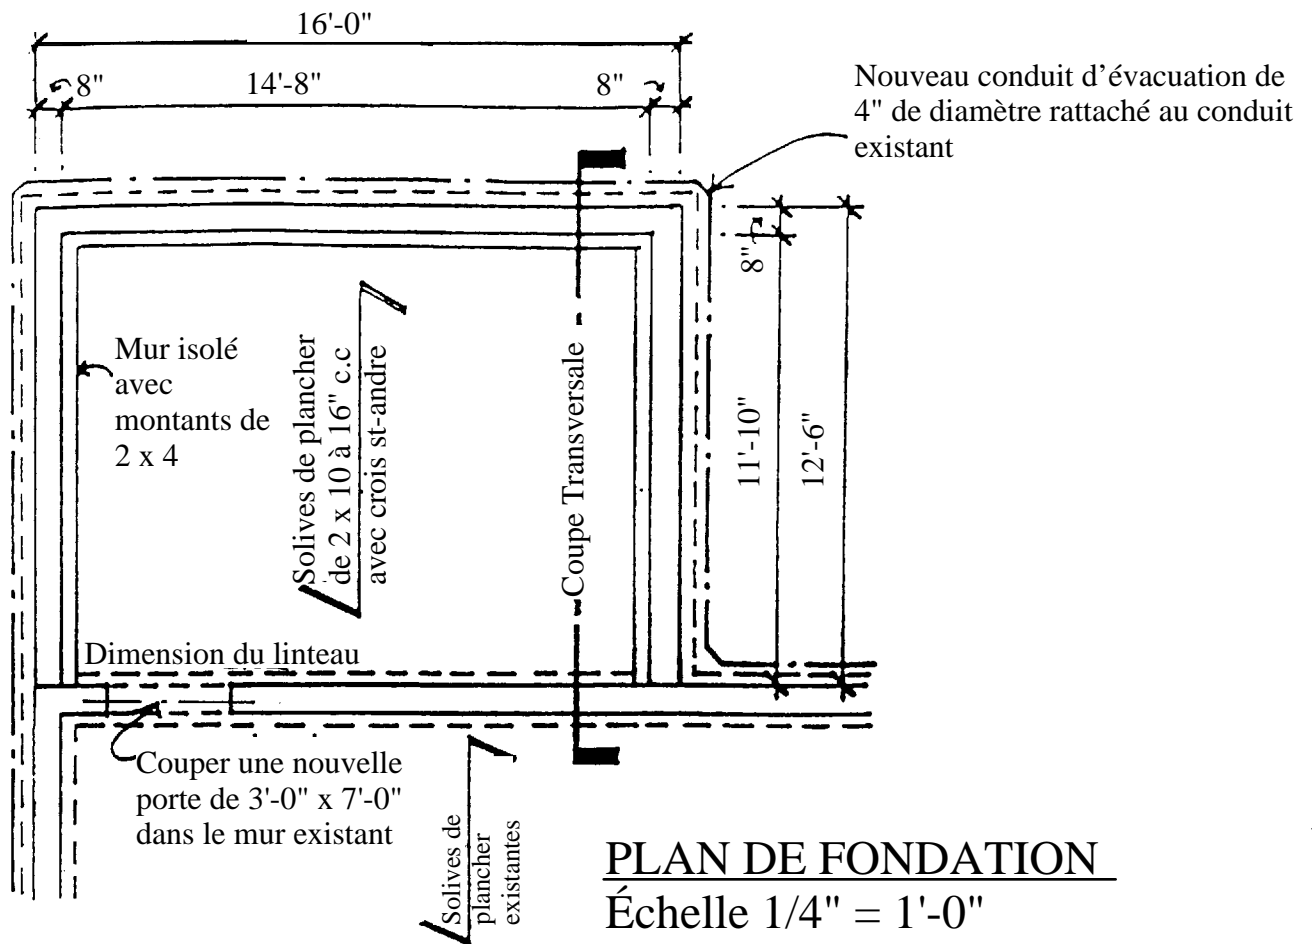 16'-0"
8"
14'-8"
8"
Nouveau conduit d’évacuation de
4" de diamètre rattaché au conduit
existant
8"
Mur isolé
avec
montants de
2 x 4
Solives de plancher
de 2 x 10 à 16" c.c
avec crois st-andre
Coupe Transversale
11'-10"
12'-6"
Dimension du linteau
Couper une nouvelle
porte de 3'-0" x 7'-0"
dans le mur existant
Solives de
plancher
existantes
PLAN DE FONDATION
Échelle 1/4" = 1'-0"